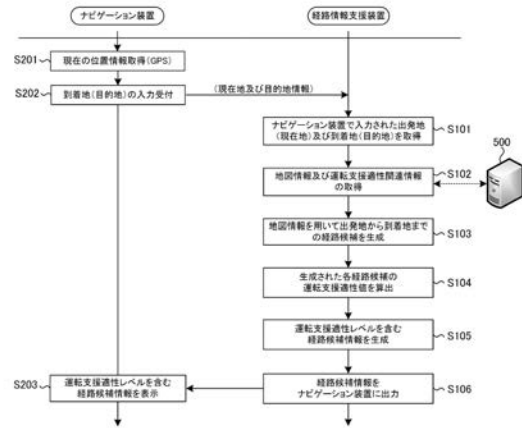 ナビゲーション装置
経路情報支援装置
S201
現在の位置情報取得(GPS)
S202
到着地(目的地)の入力受付
(現在地及び目的地情報)
ナビゲーション装置で入力された出発地
(現在地)及び到着地(目的地)を取得
S101
500
地図情報及び運転支援適性関連情報
の取得
S102
地図情報を用いて出発地から到着地まで
の経路候補を生成
S103
生成された各経路候補の
運転支援適性値を算出
S104
運転支援適性レベルを含む
経路候補情報を生成
S105
S203
運転支援適性レベルを含む
経路候補情報を表示
経路候補情報を
ナビゲーション装置に出力
S106